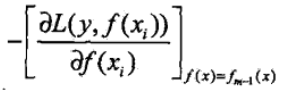 -[∂L(y, f(x_i))/∂f(x_i)]_{f(x)=f_{m-1}(x)}